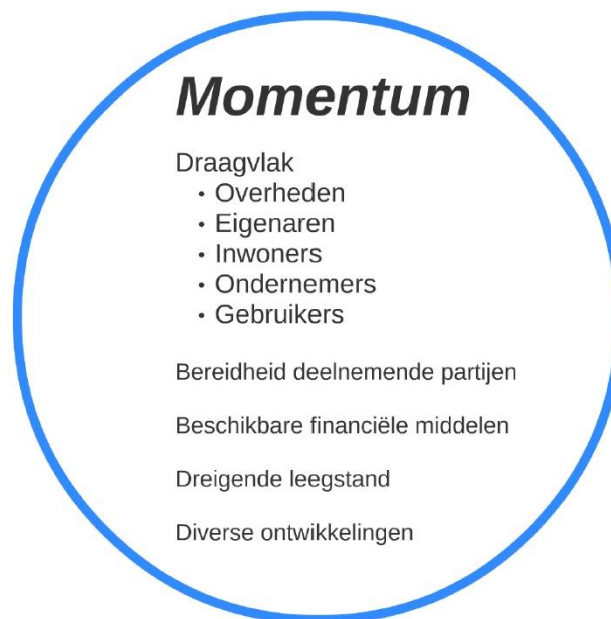 Momentum
Draagvlak
• Overheden
• Eigenaren
• Inwoners
• Ondernemers
• Gebruikers
Bereidheid deelnemende partijen
Beschikbare financiële middelen
Dreigende leegstand
Diverse ontwikkelingen